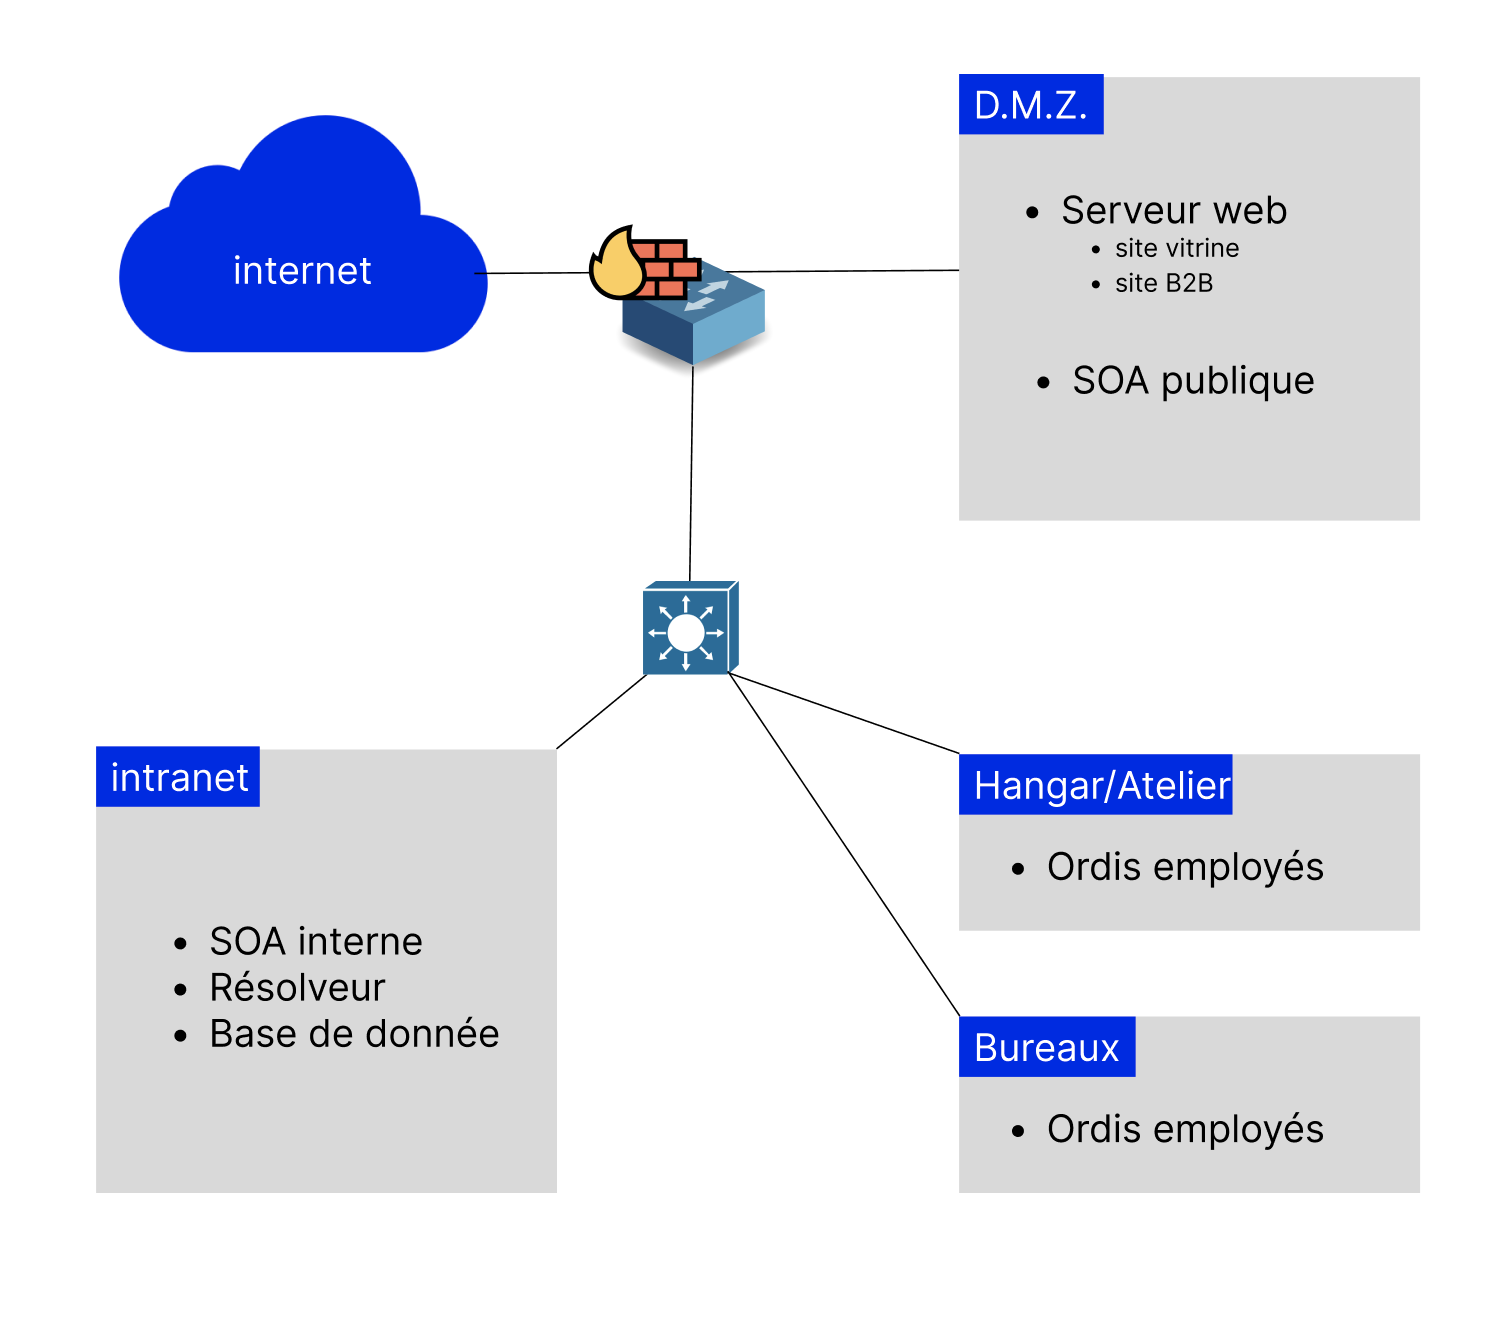 internet
D.M.Z.
• Serveur web
• site vitrine
• site B2B
• SOA publique
intranet
• SOA interne
• Résolveur
• Base de donnée
Hangar/Atelier
• Ordis employés
Bureaux
• Ordis employés